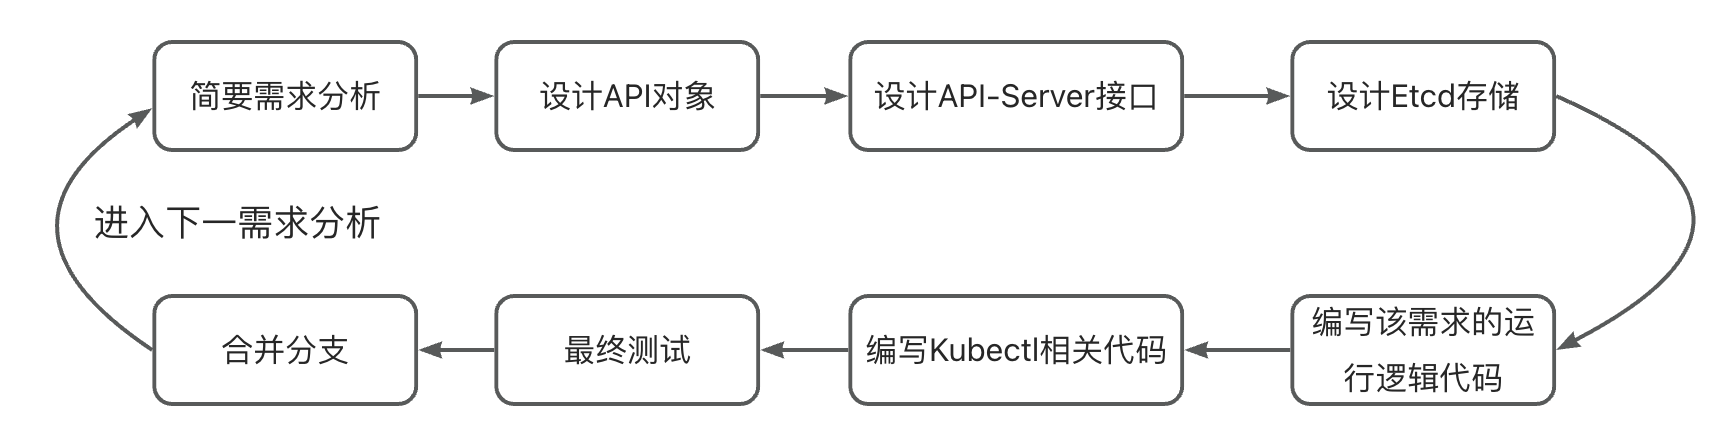 简要需求分析
设计API对象
设计API-Server接口
设计Etcd存储
进入下一需求分析
合并分支
最终测试
编写Kubectl相关代码
编写该需求的运
行逻辑代码